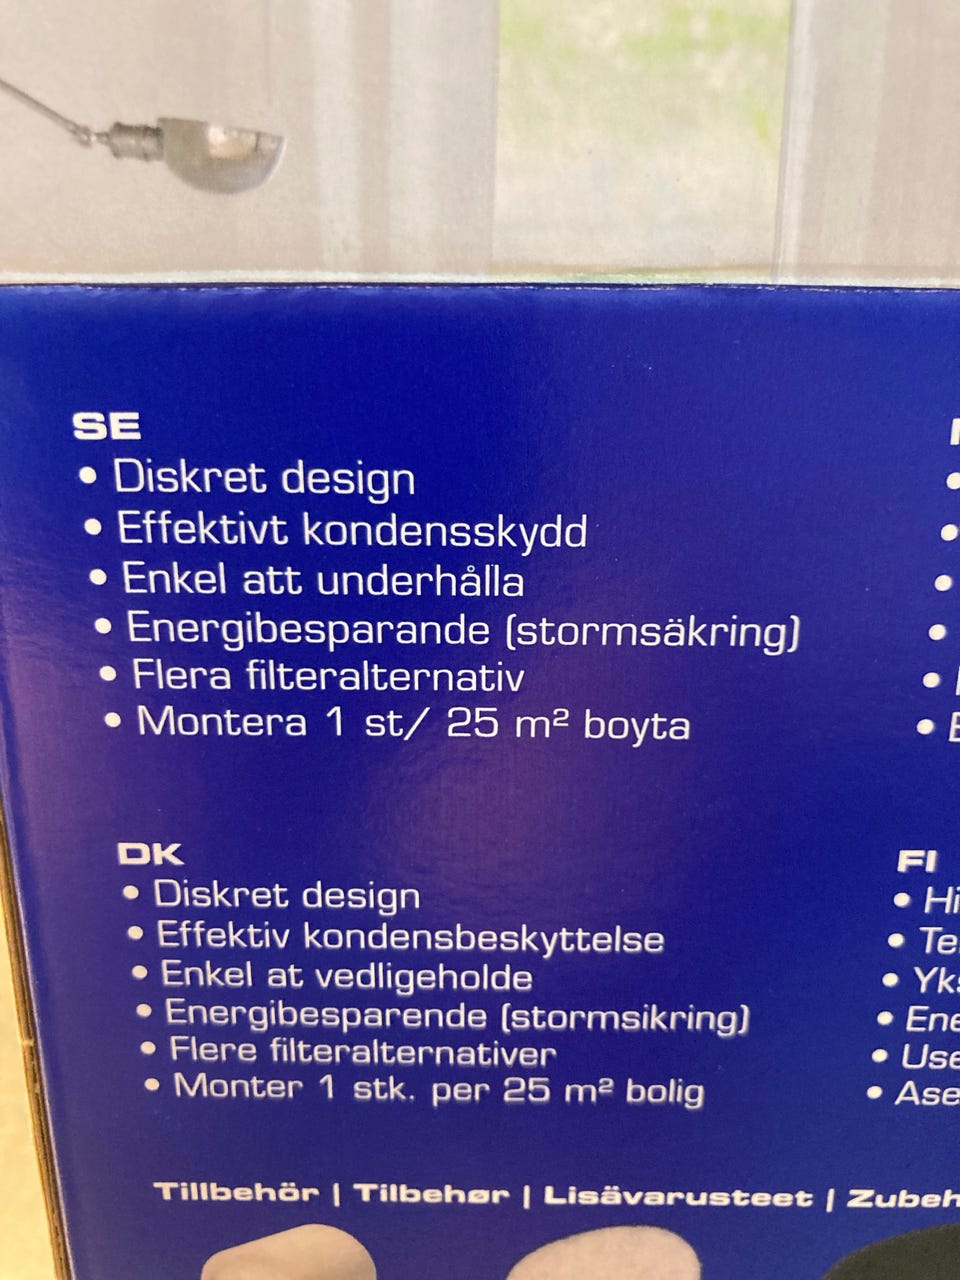 SE
• Diskret design
• Effektivt kondensskydd
• Enkel att underhålla
• Energibesparande (stormsäkring)
• Flera filteralternativ
• Montera 1 st/ 25 m² boyta
DK
• Diskret design
• Effektiv kondensbeskyttelse
• Enkel at vedligeholde
• Energibesparende (stormsikring)
• Flere filteralternativer
• Monter 1 stk. per 25 m² bolig
FI
Tillbehör | Tilbehør | Lisävarusteet |